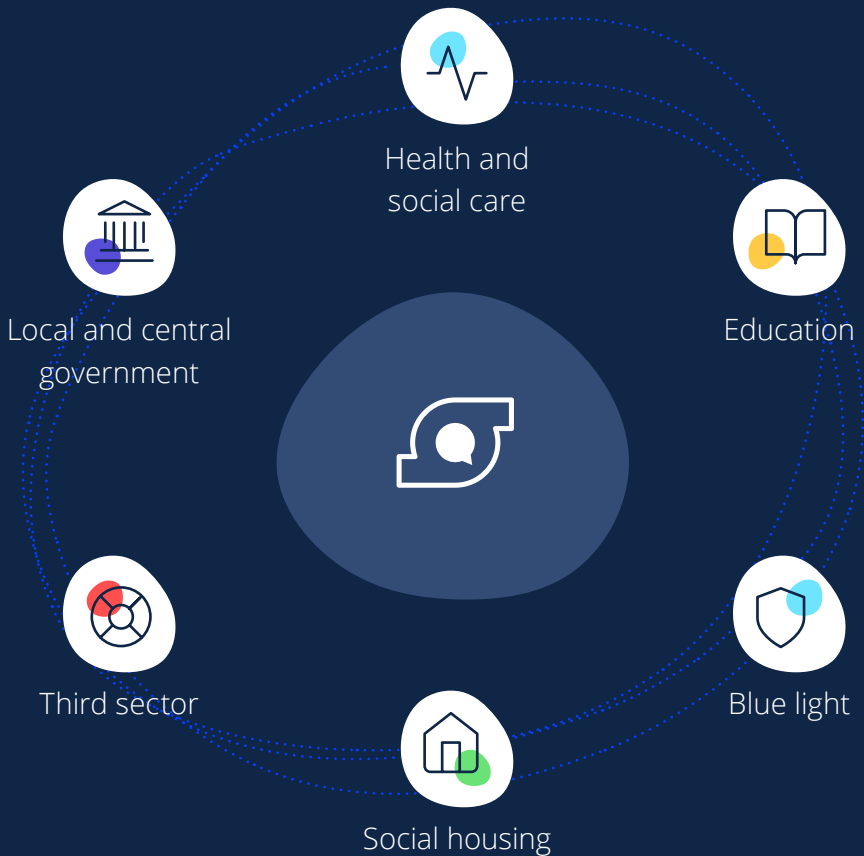 Health and
social care
Local and central
government
Education
Third sector
Blue light
Social housing